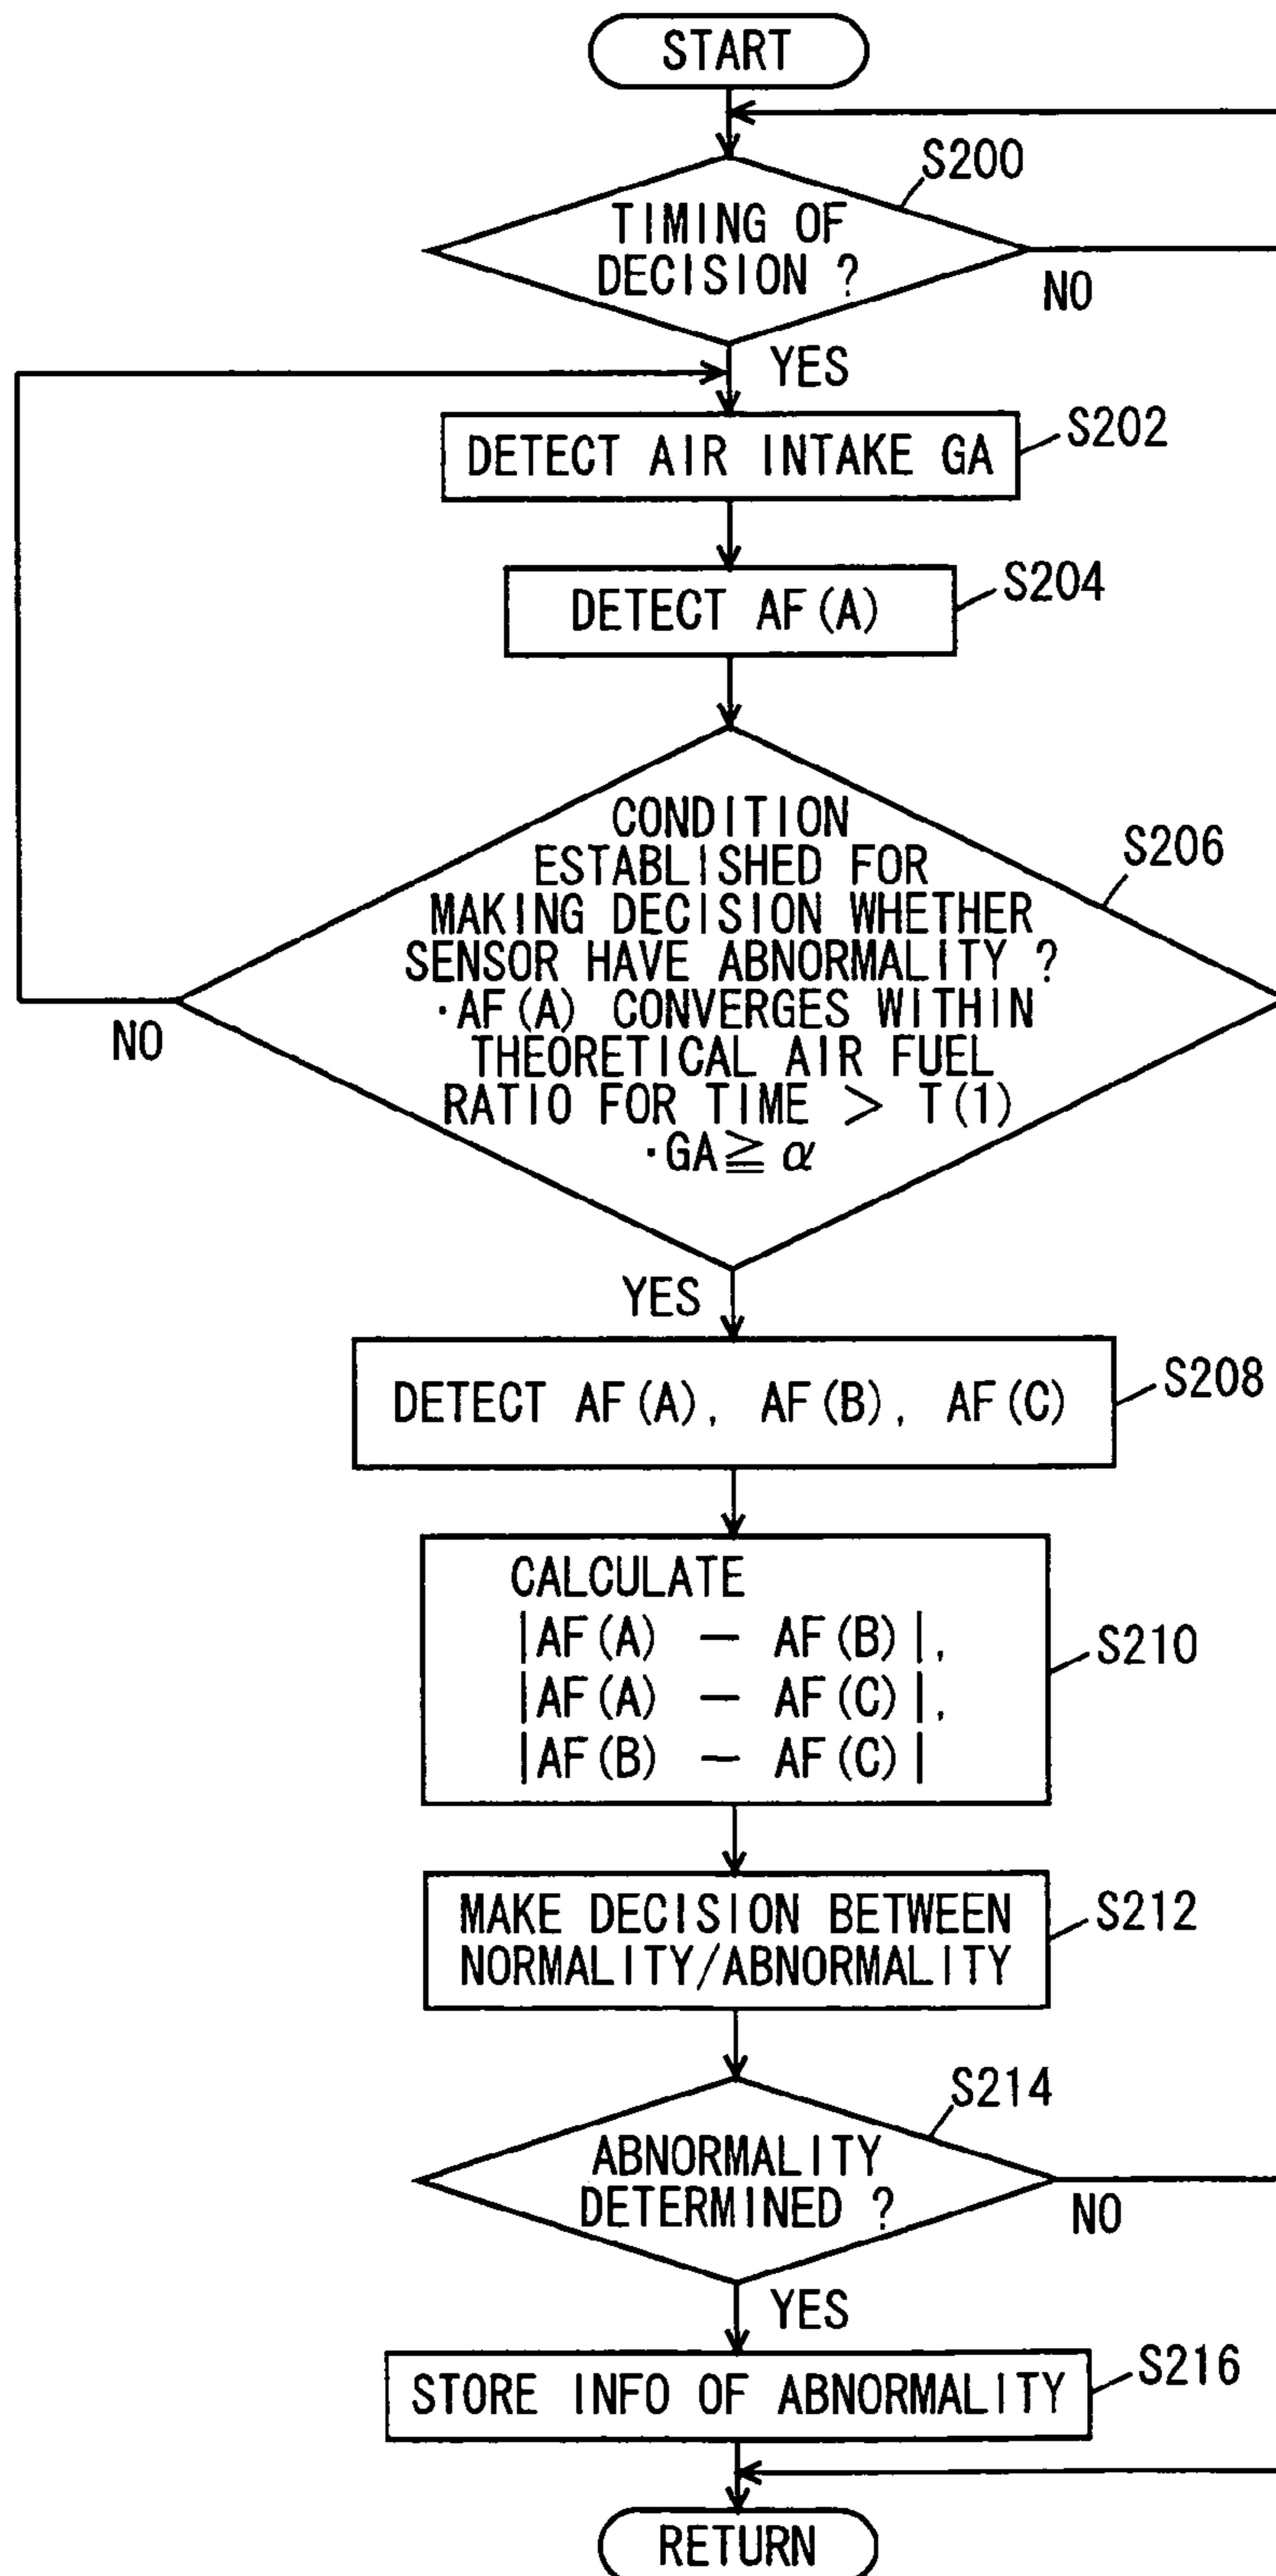 START
S200
TIMING OF
DECISION ?
NO
YES
DETECT AIR INTAKE GA
S202
DETECT AF(A)
S204
CONDITION
ESTABLISHED FOR
MAKING DECISION WHETHER
SENSOR HAVE ABNORMALITY ?
·AF(A) CONVERGES WITHIN
THEORETICAL AIR FUEL
RATIO FOR TIME > T(1)
·GA≧α
S206
NO
YES
DETECT AF(A), AF(B), AF(C)
S208
CALCULATE
|AF(A) − AF(B)|,
|AF(A) − AF(C)|,
|AF(B) − AF(C)|
S210
MAKE DECISION BETWEEN
NORMALITY/ABNORMALITY
S212
S214
ABNORMALITY
DETERMINED ?
NO
YES
STORE INFO OF ABNORMALITY
S216
RETURN